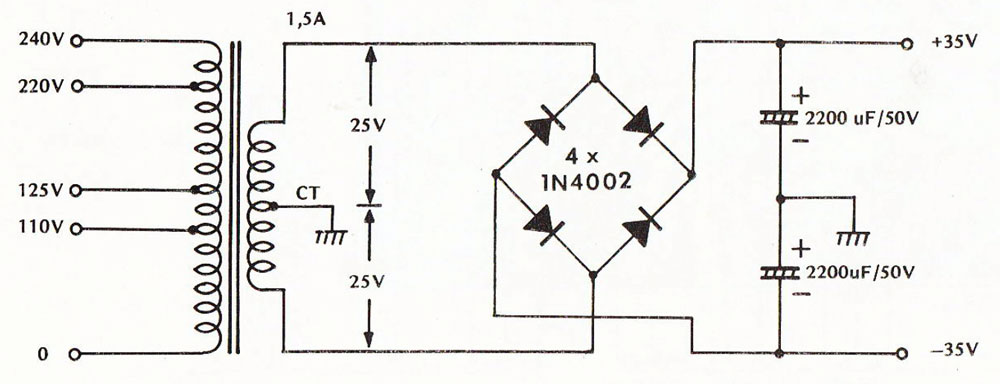 1,5A
240V
220V
125V
110V
0
25V
CT
25V
4 x
1N4002
+35V
+
2200 uF/50V
−
+
2200uF/50V
−
−35V